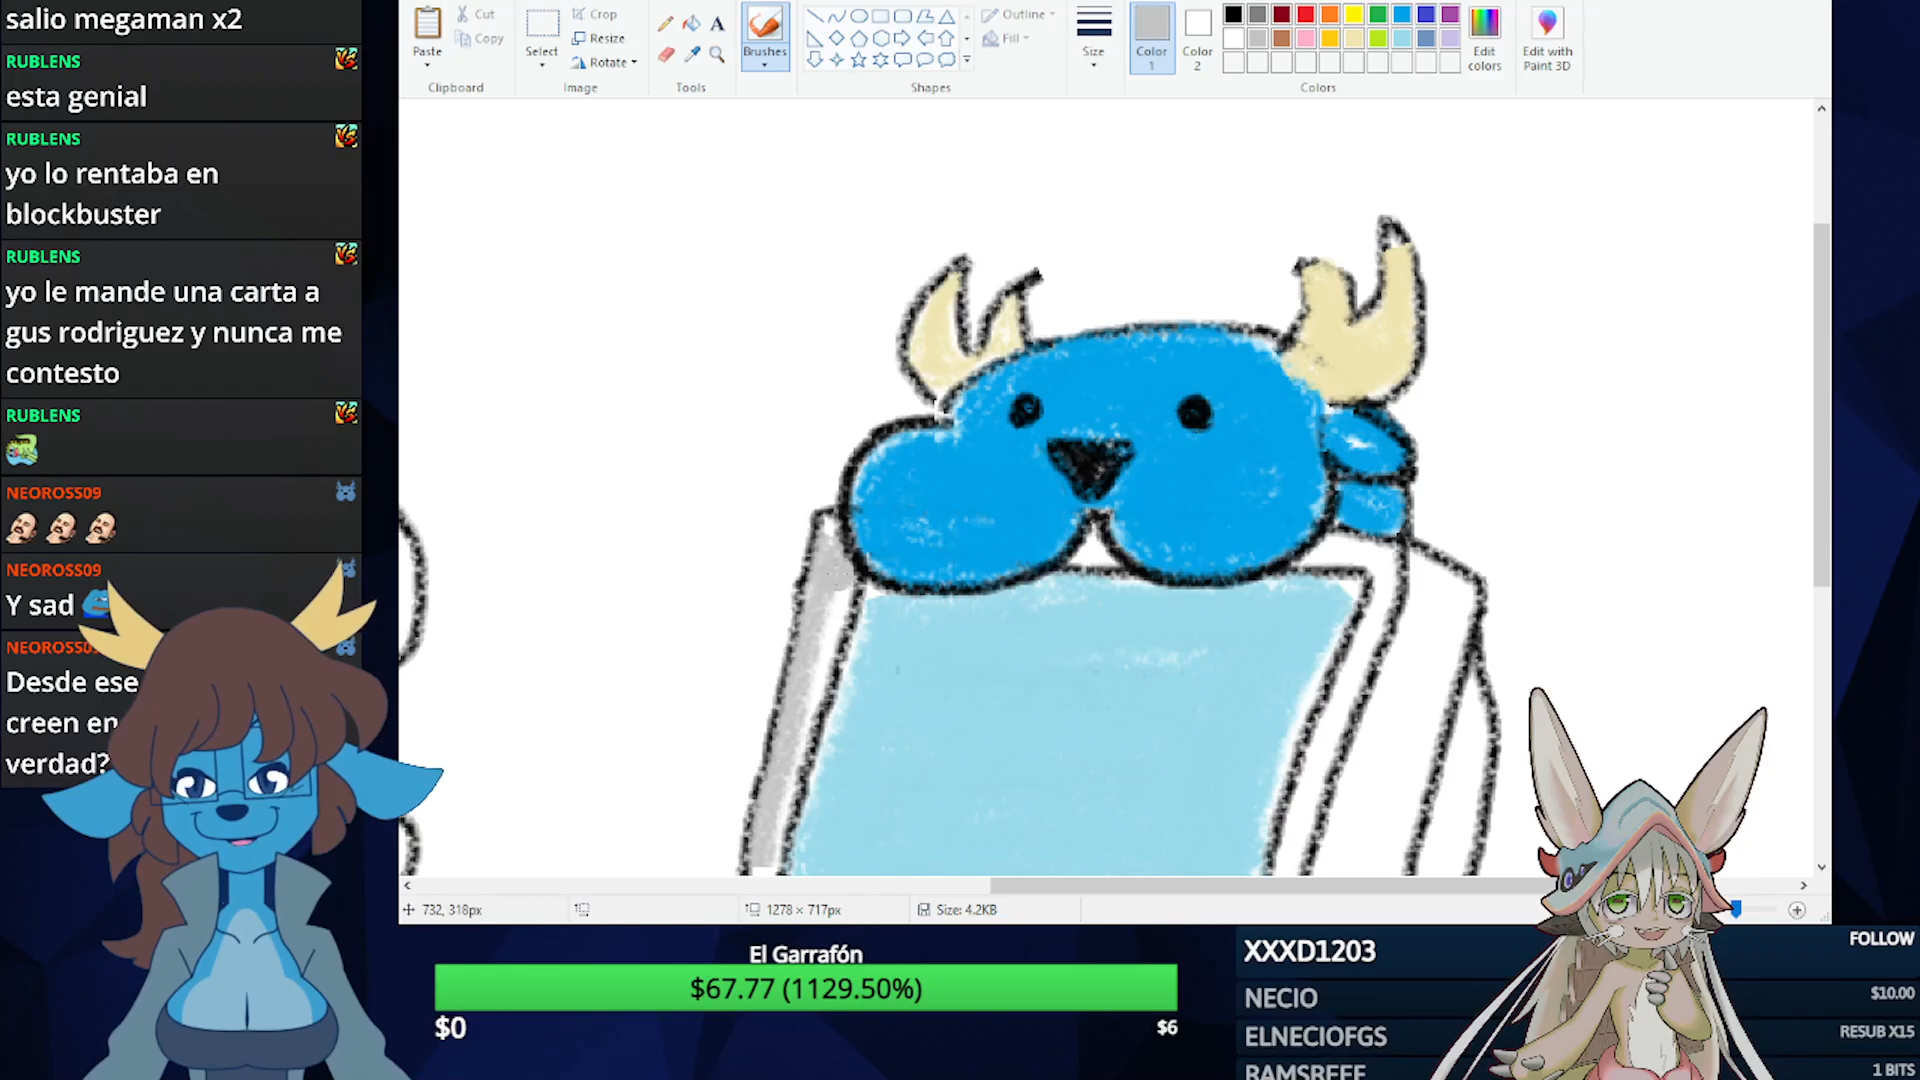 salio megaman x2
RUBLENS
esta genial
RUBLENS
yo lo rentaba en
blockbuster
RUBLENS
yo le mande una carta a
gus rodriguez y nunca me
contesto
RUBLENS
NEOROSS09
NEOROSS09
Y sad
Desde ese
creen en
verdad?
Paste
Cut
Copy
Clipboard
Select
Crop
Resize
Rotate
Image
A
Tools
Brushes
Shapes
Outline
Fill
Size
Color
1
Color
2
Edit
colors
Edit with
Paint 3D
Colors
732, 318px
1278 × 717px
Size: 4.2KB
El Garrafón
$67.77 (1129.50%)
$0
$6
XXXD1203
FOLLOW
NECIO
$10.00
ELNECIOFGS
RESUB X15
RAMSREEE
1 BITS